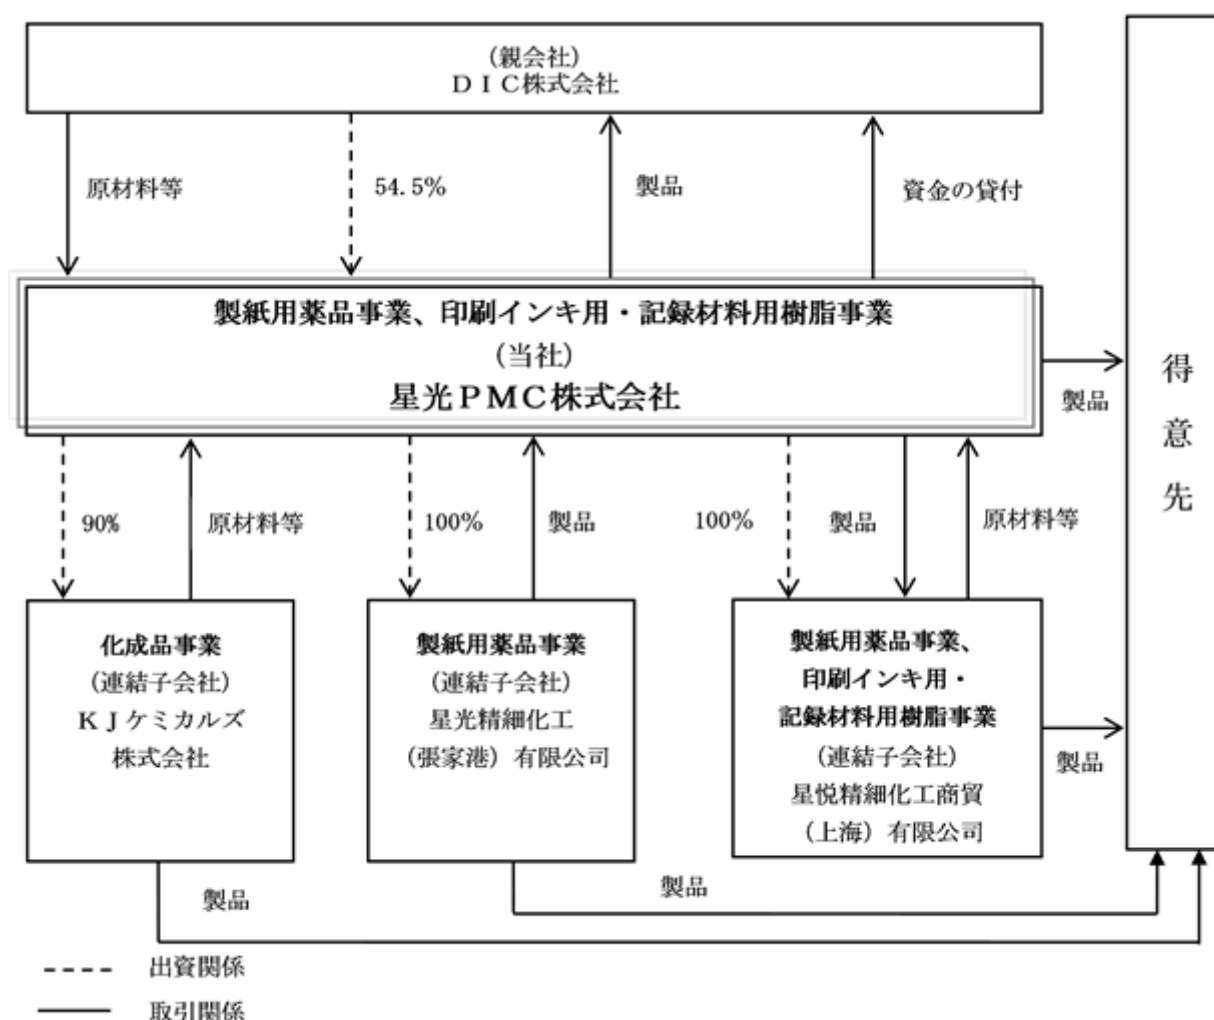 (親会社)
ＤＩＣ株式会社
原材料等
54.5%
製品
資金の貸付
製紙用薬品事業、印刷インキ用・記録材料用樹脂事業
(当社)
星光ＰＭＣ株式会社
製品
得
意
先
90%
原材料等
100%
製品
100%
製品
原材料等
化成品事業
(連結子会社)
ＫＪケミカルズ
株式会社
製紙用薬品事業
(連結子会社)
星光精細化工
(張家港) 有限公司
製紙用薬品事業、
印刷インキ用・
記録材料用樹脂事業
(連結子会社)
星悦精細化工商貿
(上海) 有限公司
製品
製品
製品
出資関係
取引関係